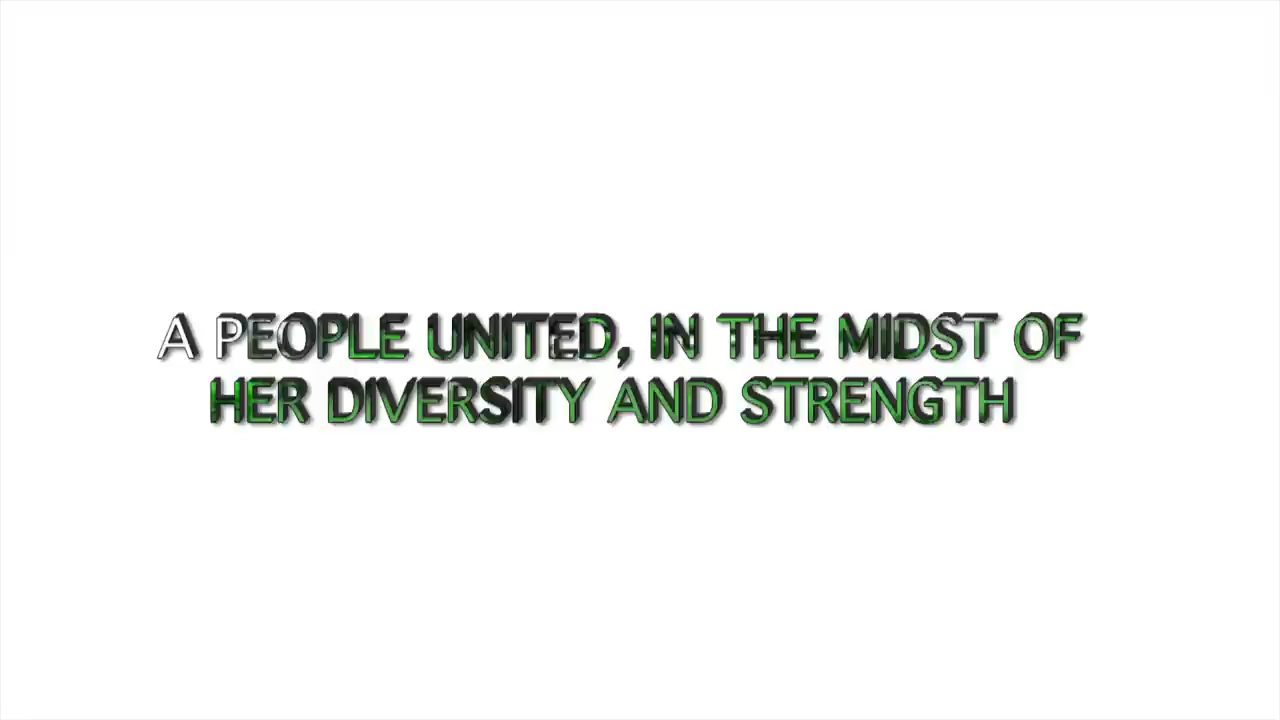 A PEOPLE UNITED, IN THE MIDST OF
HER DIVERSITY AND STRENGTH